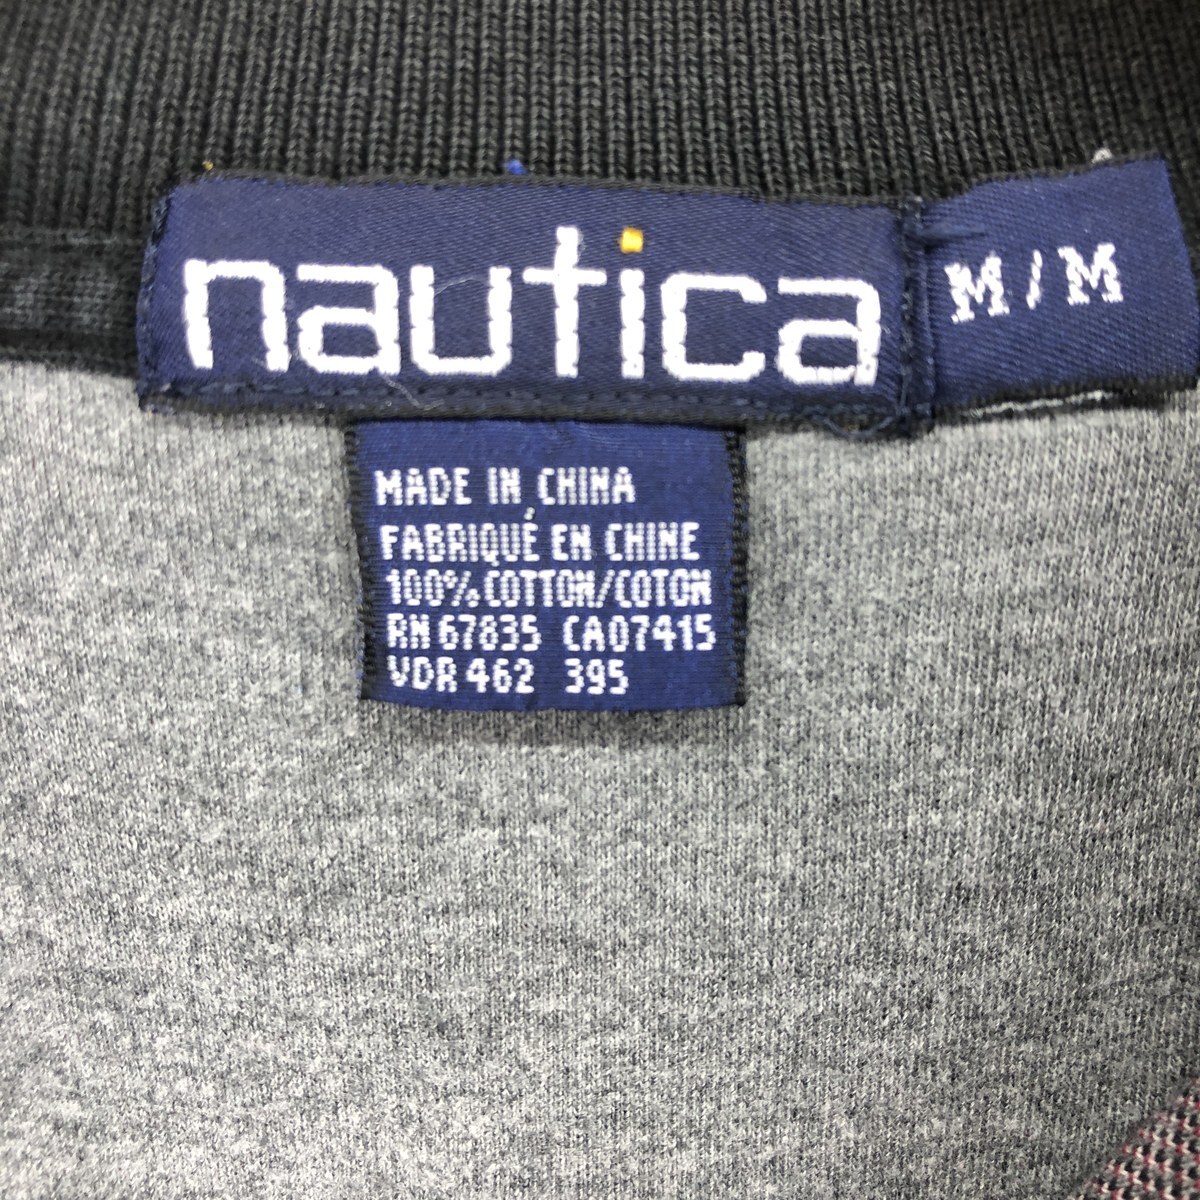 nautica
M/M
MADE IN CHINA
FABRIQUÉ EN CHINE
100% COTTON/COTON
RN 67835 CA07415
VDR 462 395